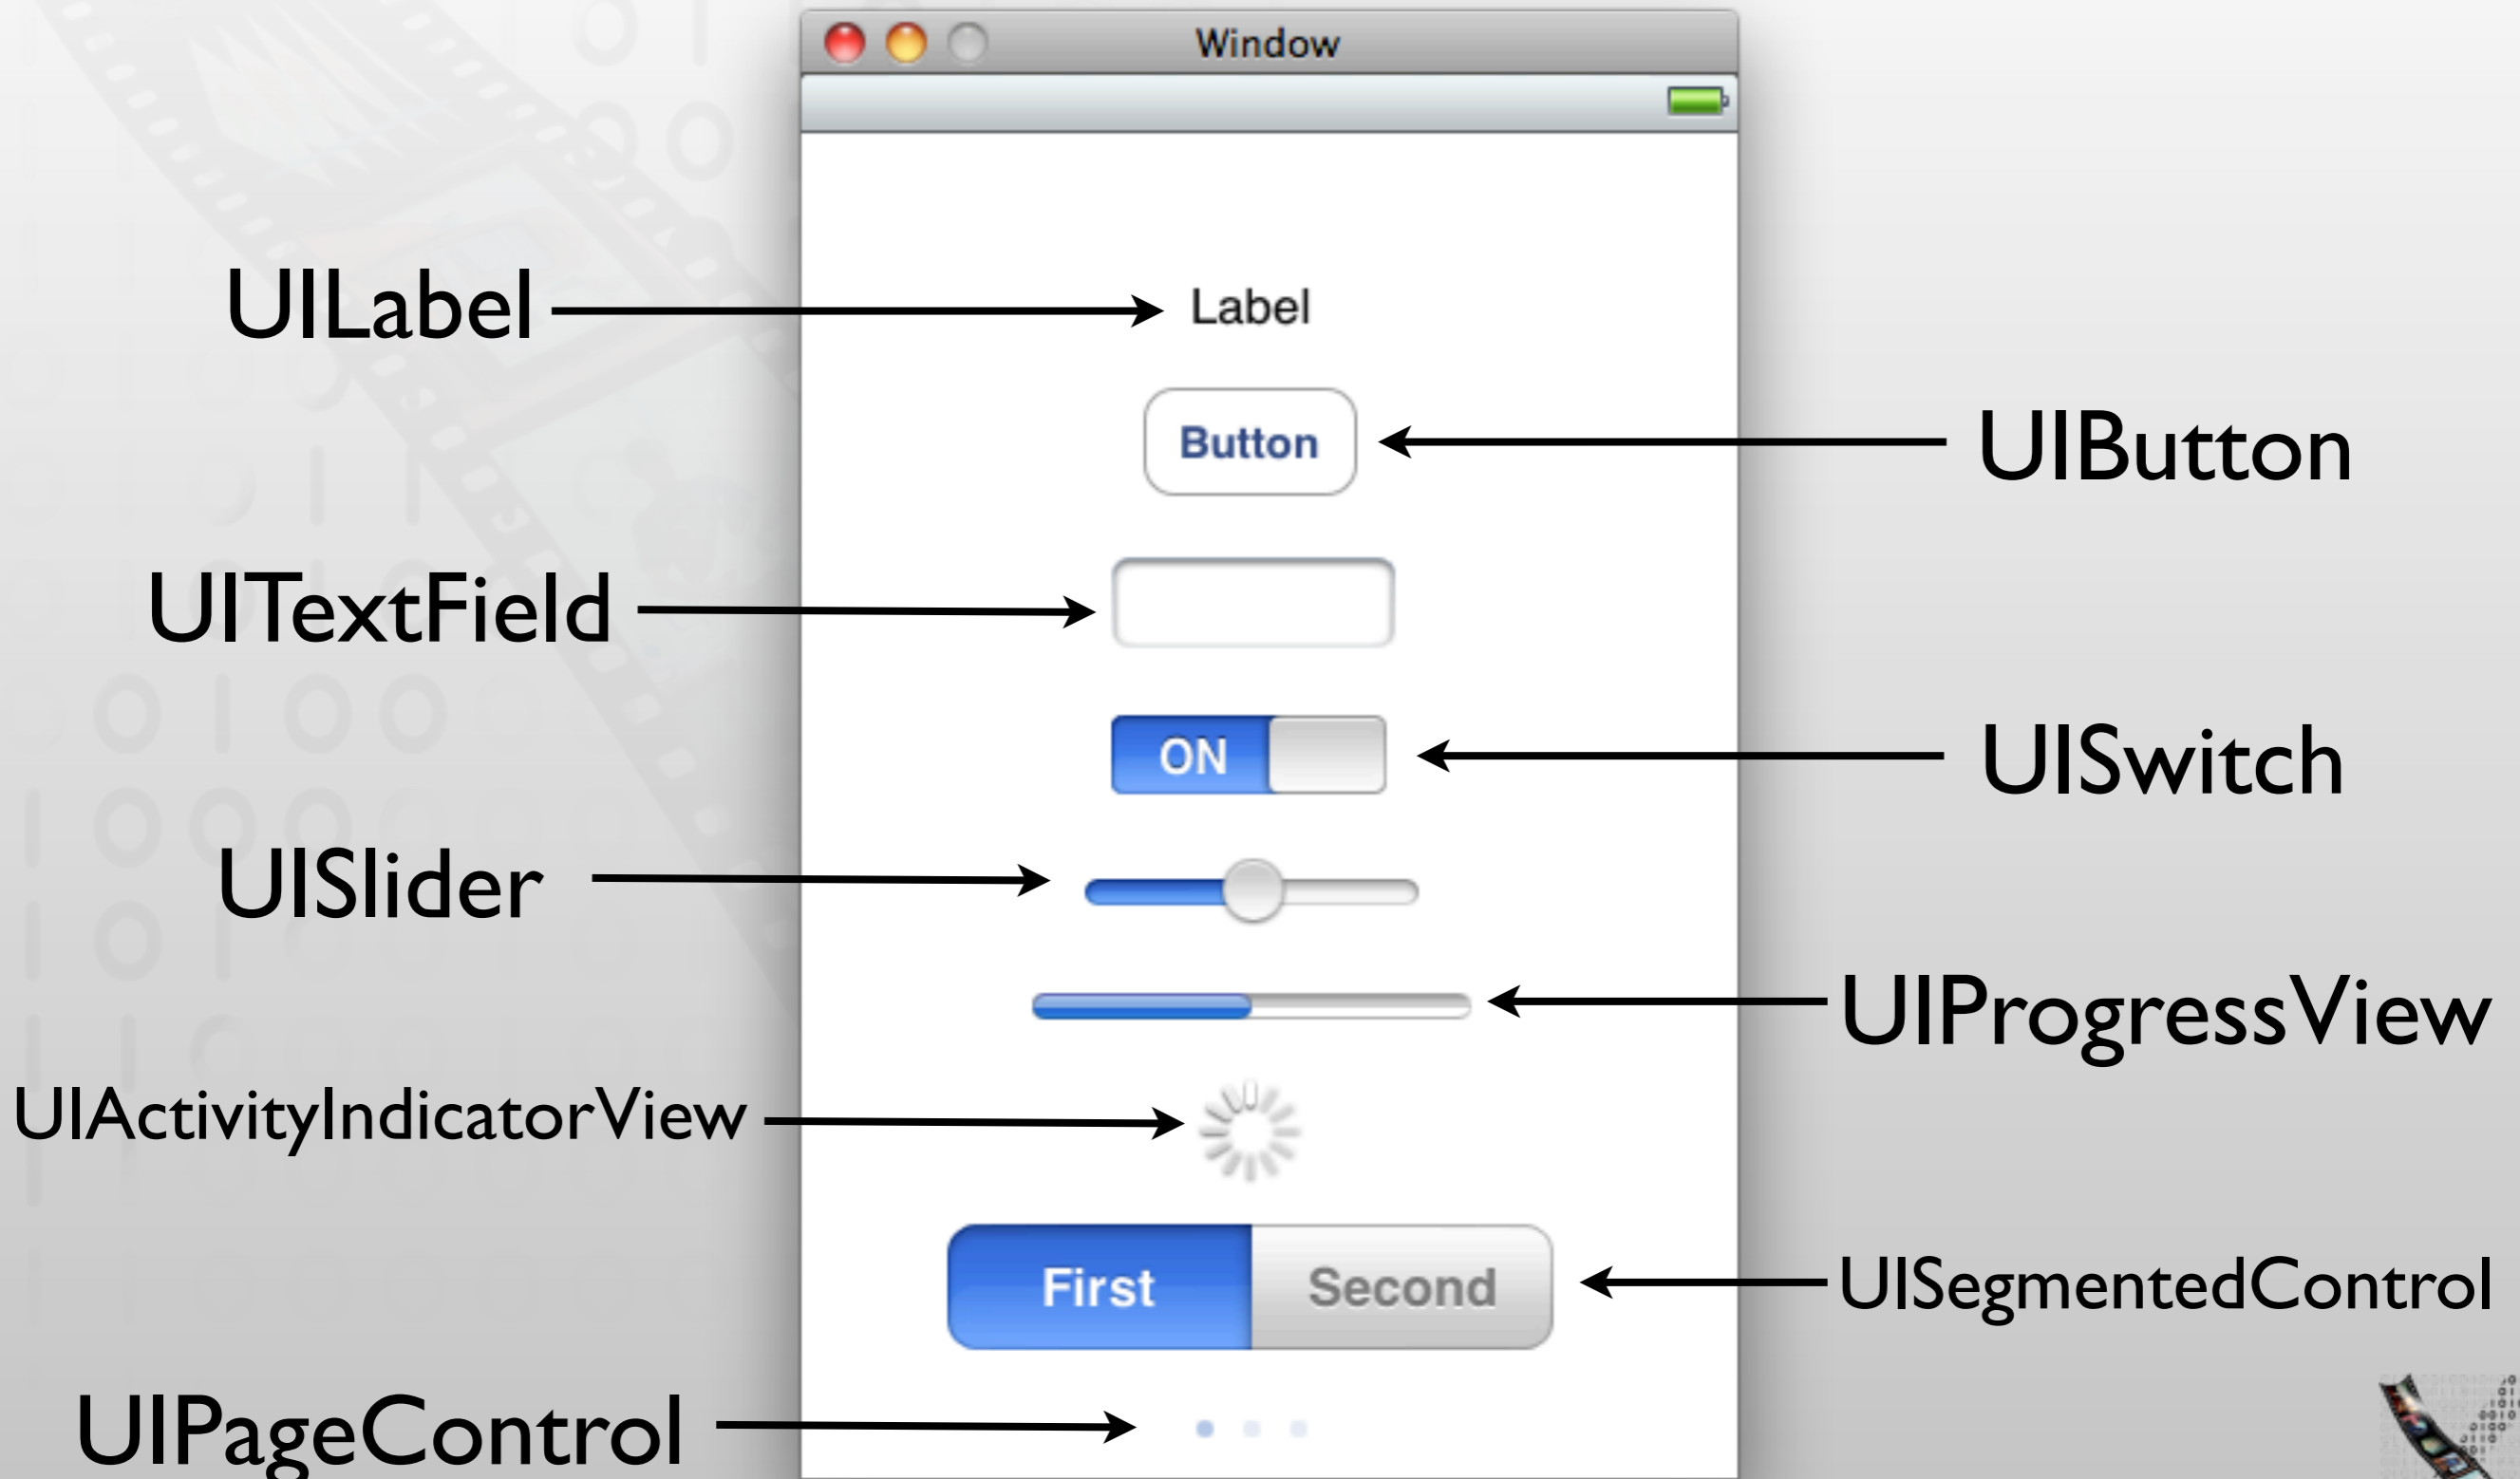 Window
UILabel
Label
Button
UIButton
UITextField
ON
UISwitch
UISlider
UIProgressView
UIActivityIndicatorView
First
Second
UISegmentedControl
UIPageControl